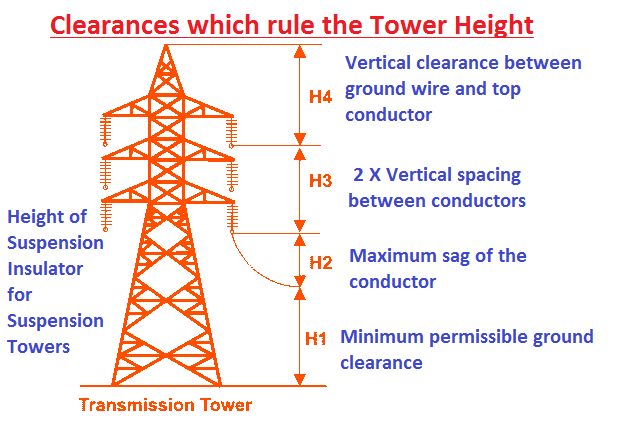 Clearances which rule the Tower Height
Vertical clearance between
ground wire and top
conductor
H4
H3
2 X Vertical spacing
between conductors
Height of
Suspension
Insulator
for
Suspension
Towers
H2
Maximum sag of the
conductor
H1
Minimum permissible ground
clearance
Transmission Tower